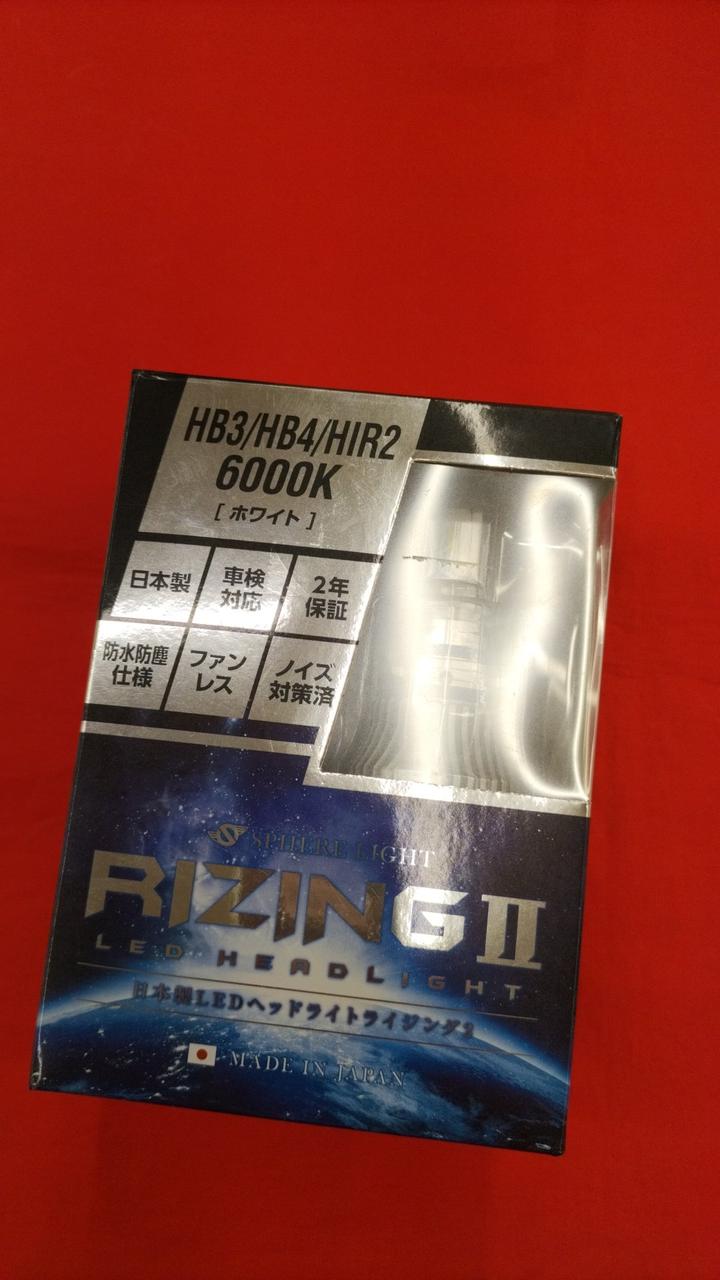 HB3/HB4/HIR2
6000K
[ ホワイト ]
日本製
車検
対応
2年
保証
防水防塵
仕様
ファン
レス
ノイズ
対策済
SPHERE LIGHT
RIZINGⅡ
LED HEADLIGHT
日本製LEDヘッドライトライジング2
MADE IN JAPAN